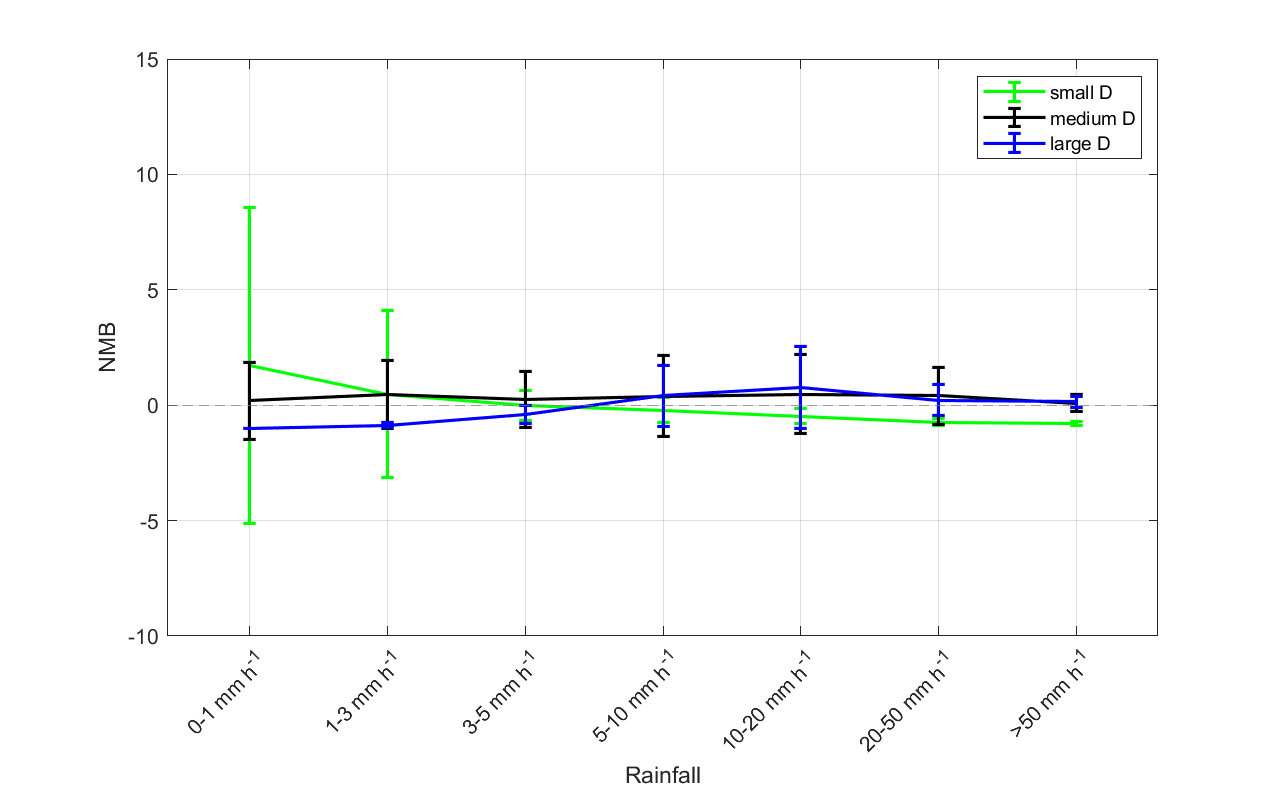 15
10
5
0
-5
-10
NMB
small D
medium D
large D
0-1 mm h⁻¹
1-3 mm h⁻¹
3-5 mm h⁻¹
5-10 mm h⁻¹
10-20 mm h⁻¹
20-50 mm h⁻¹
>50 mm h⁻¹
Rainfall